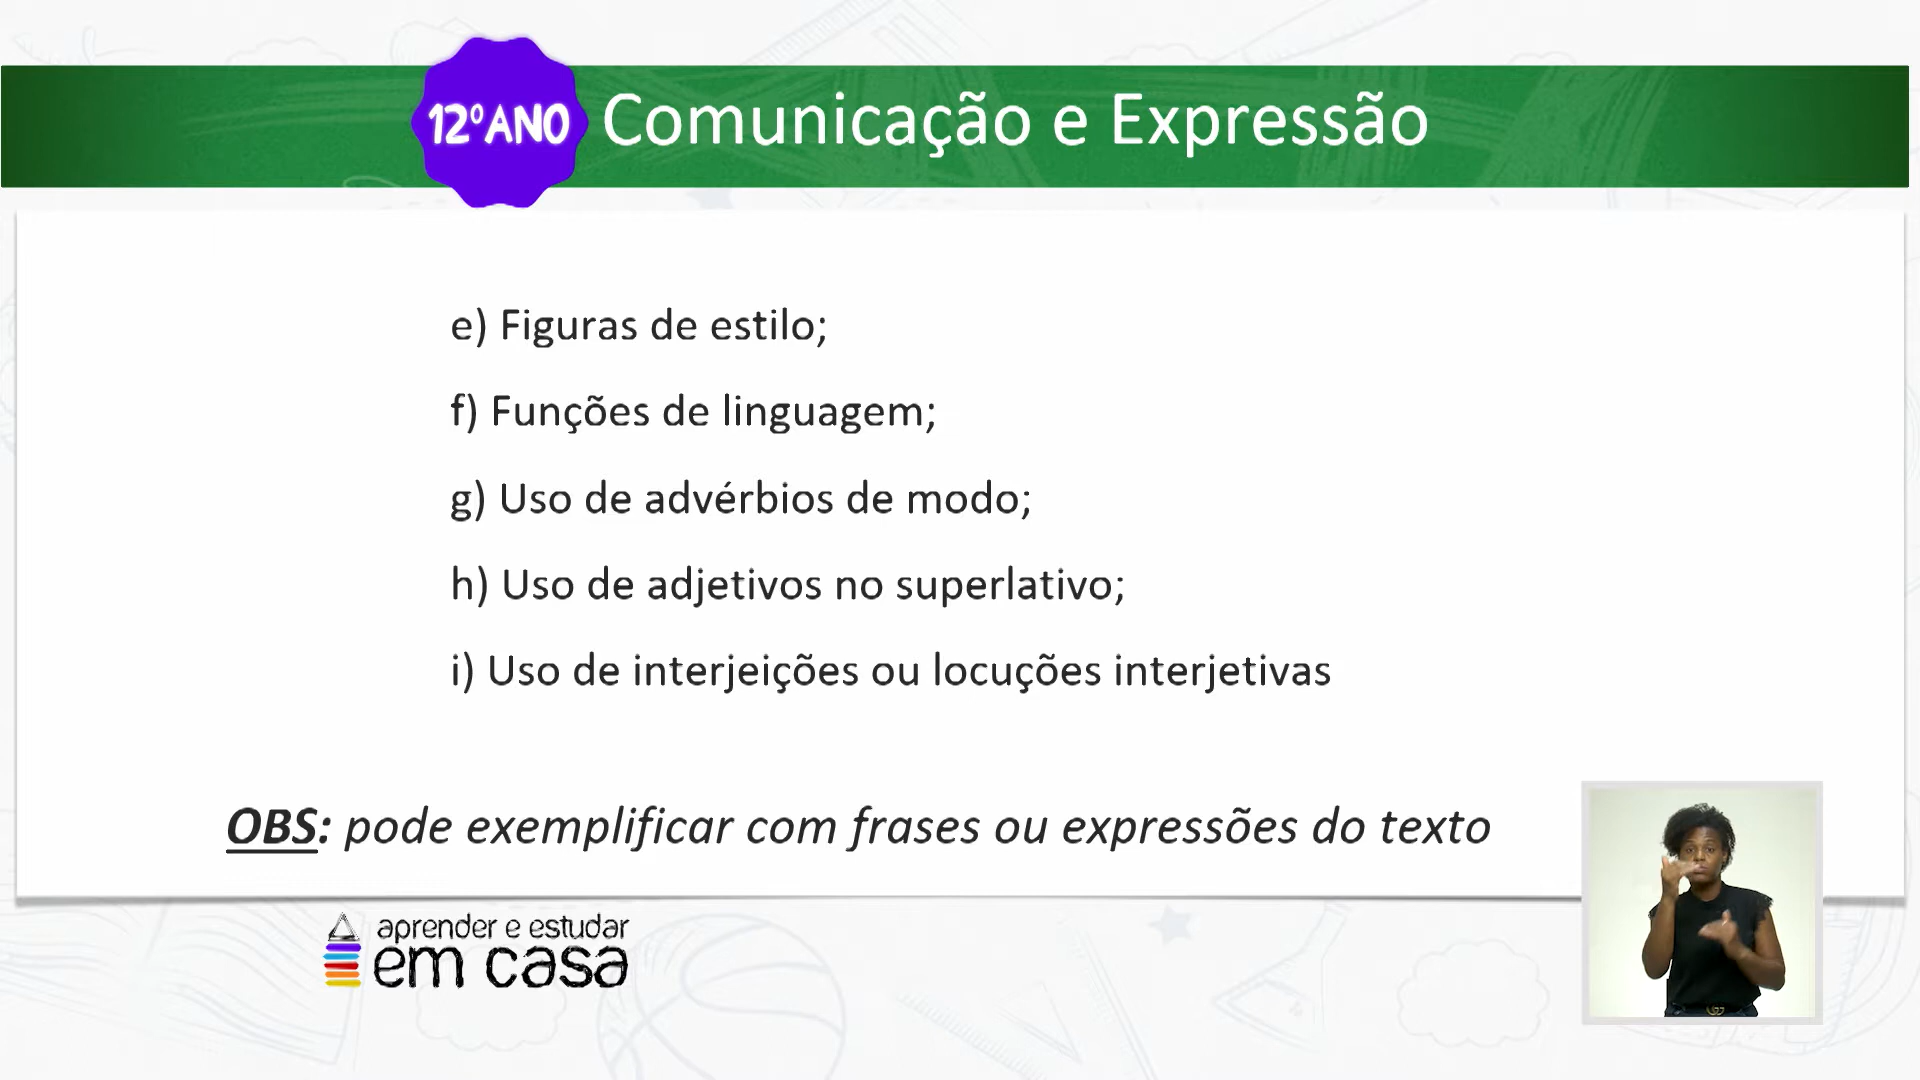 12ºANO Comunicação e Expressão
e) Figuras de estilo;
f) Funções de linguagem;
g) Uso de advérbios de modo;
h) Uso de adjetivos no superlativo;
i) Uso de interjeições ou locuções interjetivas
OBS: pode exemplificar com frases ou expressões do texto
aprender e estudar
em casa